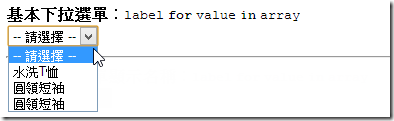 基本下拉選單：label for value in array
-- 請選擇 --
-- 請選擇 --
水洗T恤
圓領短袖
圓領短袖